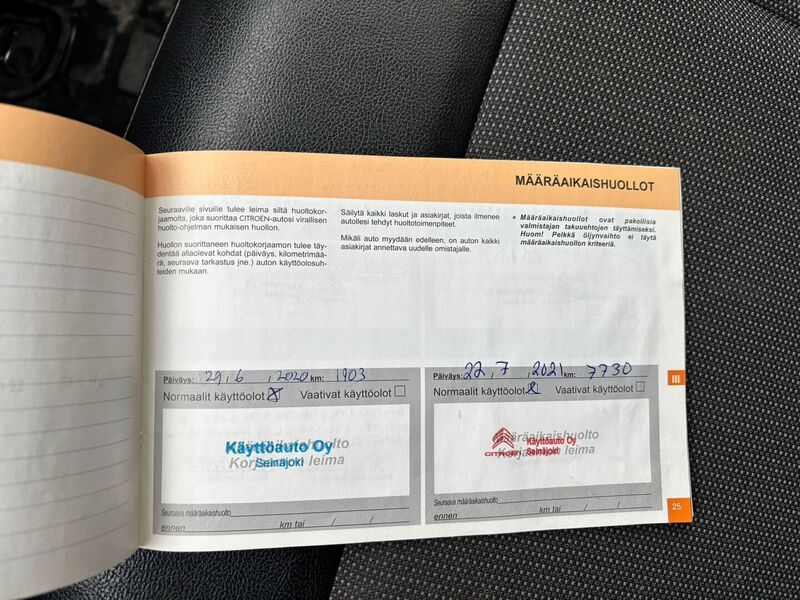 MÄÄRÄAIKAISHUOLLOT
Seuraaville sivuille tulee leima siltä huoltokor-
jaamolta, joka suorittaa CITROËN-autosi virallisen
huolto-ohjelman mukaisen huollon.
Huollon suorittaneen huoltokorjaamon tulee täy-
dentää allaolevat kohdat (päiväys, kilometrimää-
rä, seuraava tarkastus jne.) auton käyttöolosuh-
teiden mukaan.
Säilytä kaikki laskut ja asiakirjat, joista ilmenee
autollesi tehdyt huoltotoimenpiteet.
Mikäli auto myydään edelleen, on auton kaikki
asiakirjat annettava uudelle omistajalle.
• Määräaikaishuollot ovat pakollisia
valmistajan takuuehtojen täyttämiseksi.
Huom! Pelkkä öljynvaihto ei täytä
määräaikaishuollon kriteeriä.
Päiväys: 29, 6, 2020 km: 1903
Normaalit käyttöolot Vaativat käyttöolot
Määräaikaishuolto
Käyttöauto Oy
Korjaamon leima
Seinäjoki
Seuraava määräaikaishuolto
ennen km tai / /
Päiväys: 22, 7, 2021 km: 7730
Normaalit käyttöolot Vaativat käyttöolot
Määräaikaishuolto
Käyttöauto Oy
Korjaamon leima
CITROËN Seinäjoki
Seuraava määräaikaishuolto
ennen km tai / /
III
25